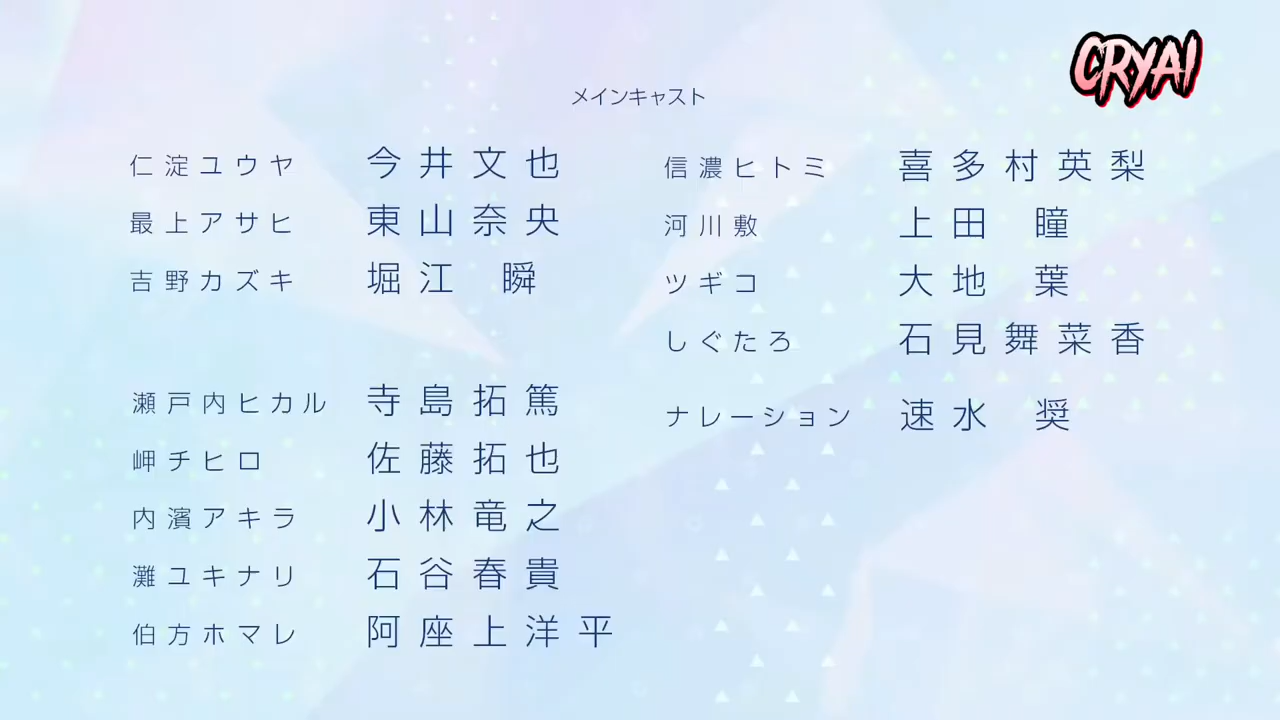 CRYAI
メインキャスト
仁淀ユウヤ 今井文也
最上アサヒ 東山奈央
吉野カズキ 堀江 瞬
瀬戸内ヒカル 寺島拓篤
岬チヒロ 佐藤拓也
内濱アキラ 小林竜之
灘ユキナリ 石谷春貴
伯方ホマレ 阿座上洋平
信濃ヒトミ 喜多村英梨
河川敷 上田 瞳
ツギコ 大地 葉
しぐたろ 石見舞菜香
ナレーション 速水 奨